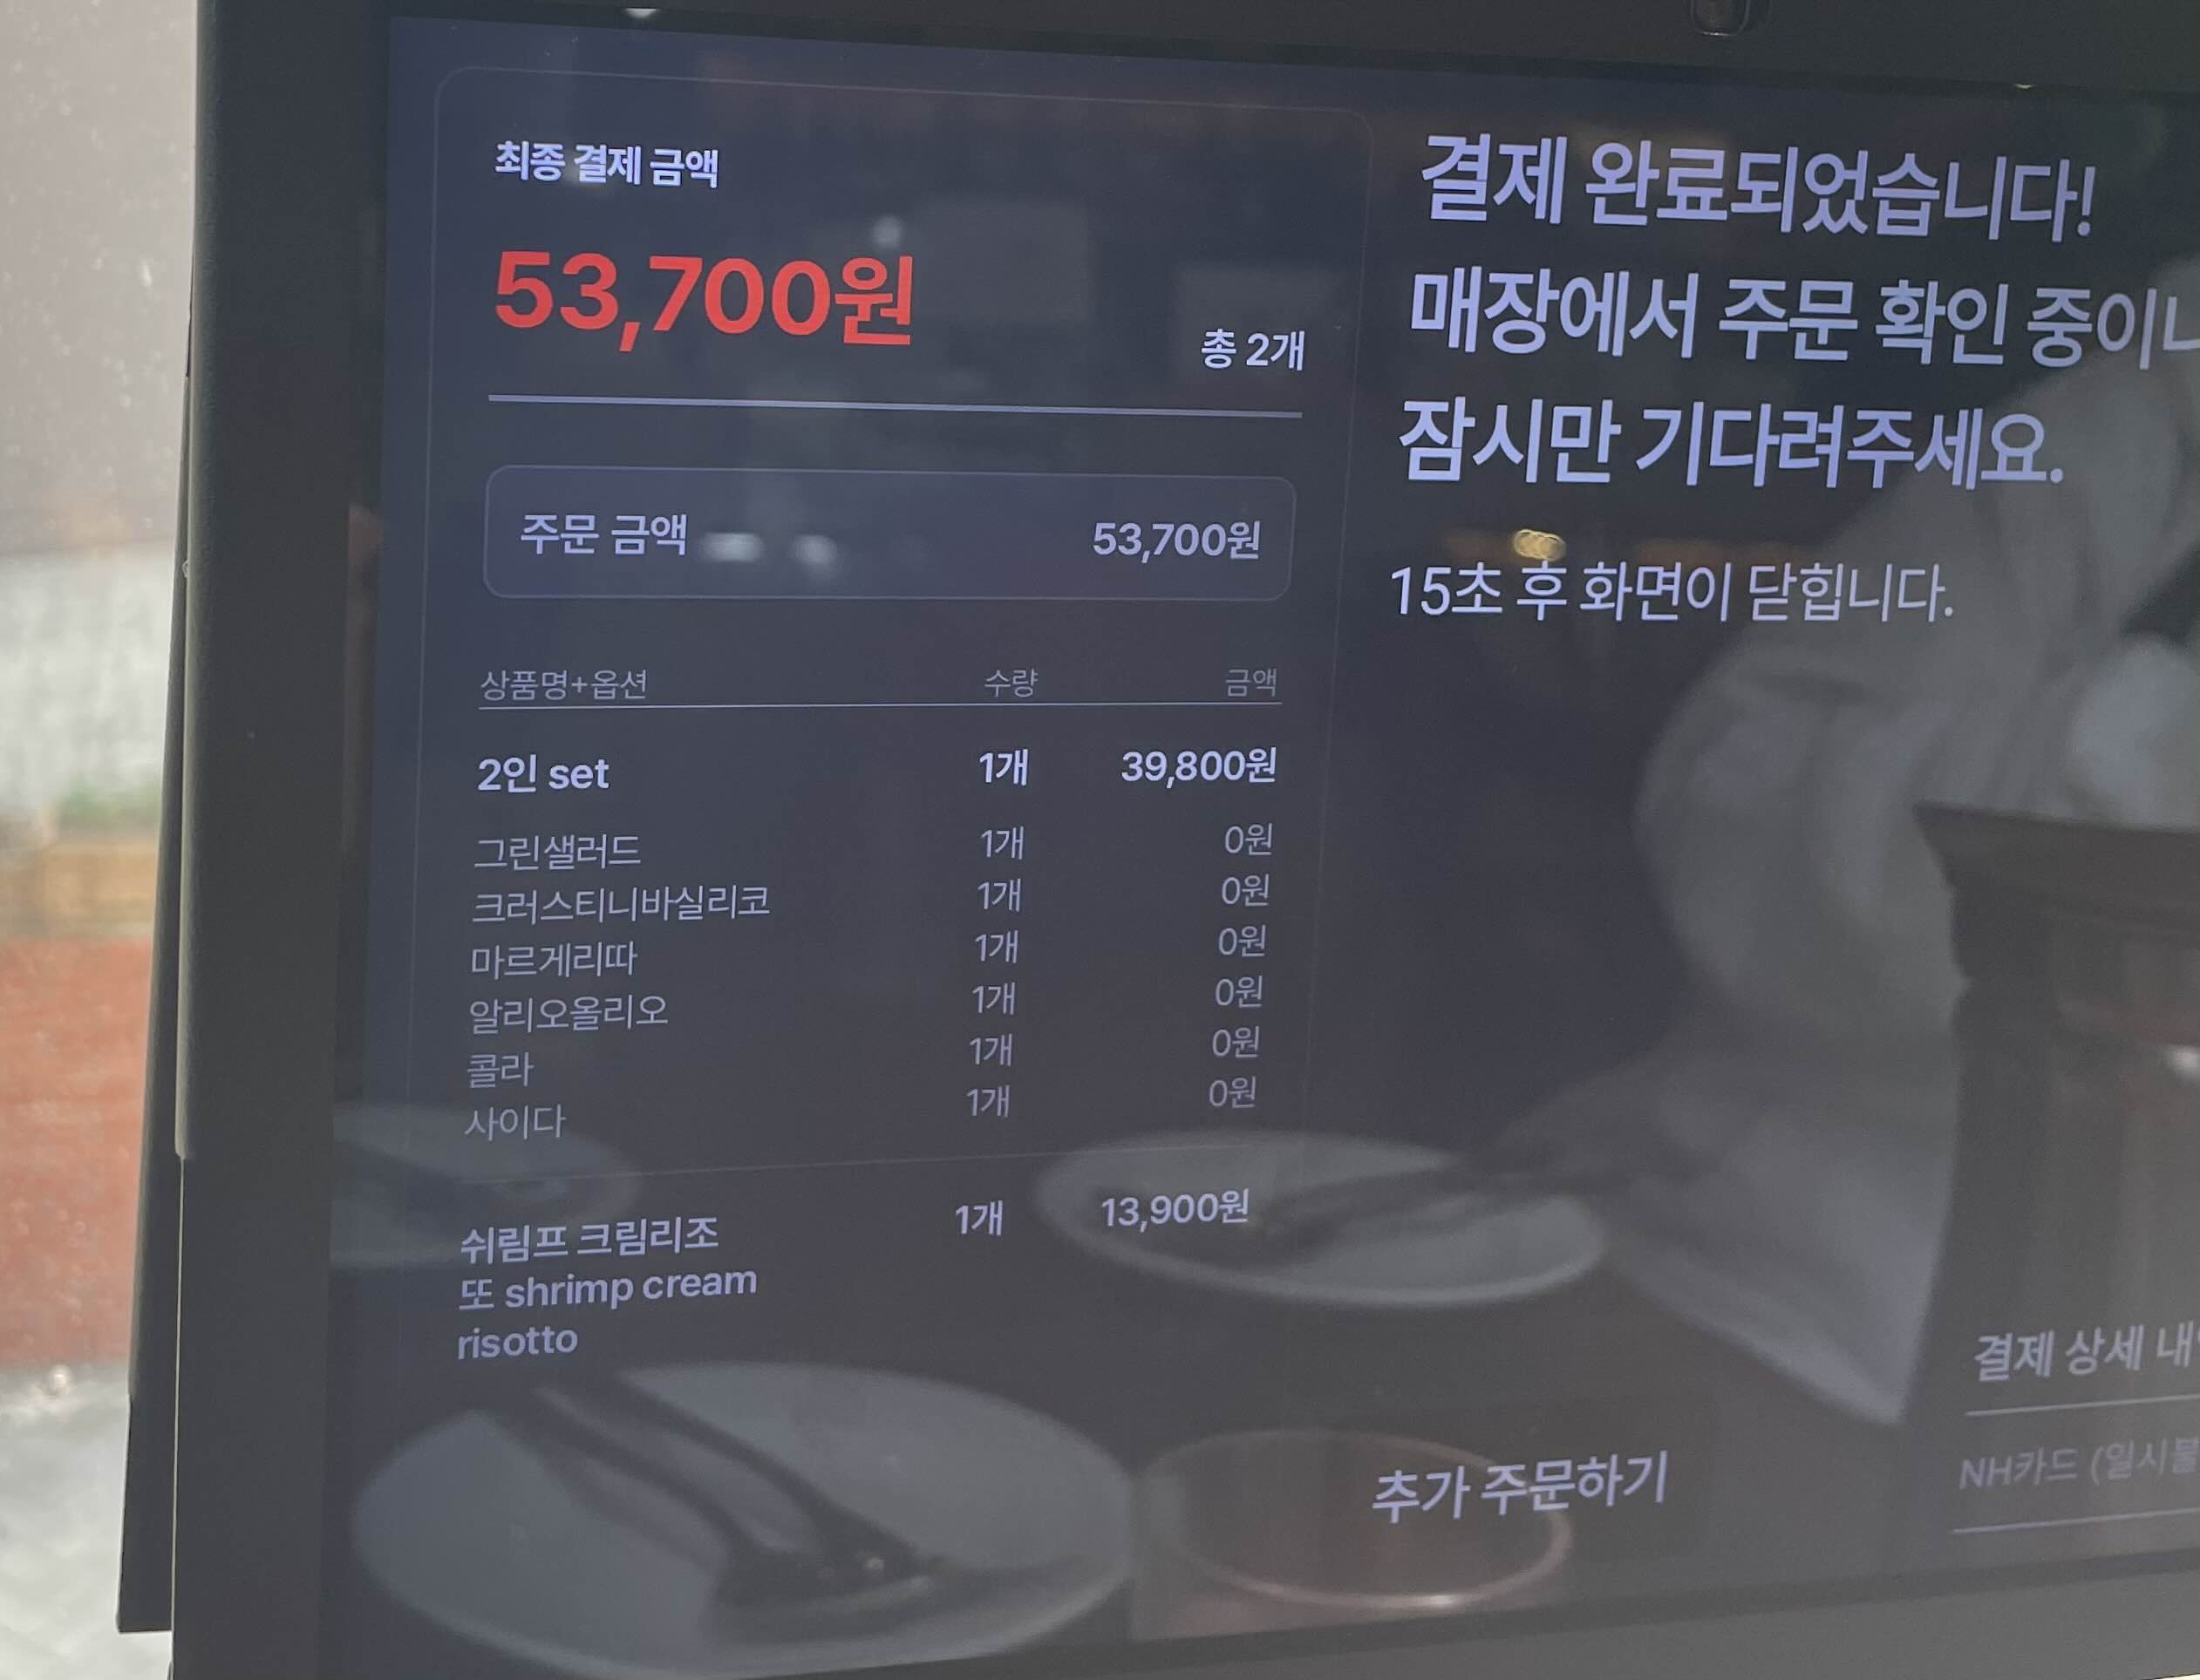 최종 결제 금액
53,700원
총 2개
주문 금액 53,700원
상품명+옵션 수량 금액
2인 set 1개 39,800원
그린샐러드 1개 0원
크러스티니바실리코 1개 0원
마르게리따 1개 0원
알리오올리오 1개 0원
콜라 1개 0원
사이다 1개 0원
쉬림프 크림리조 1개 13,900원
또 shrimp cream
risotto
결제 완료되었습니다!
매장에서 주문 확인
잠시만 기다려주세요.
15초 후 화면이 닫힙니다.
추가 주문하기
결제 상세
NH카드